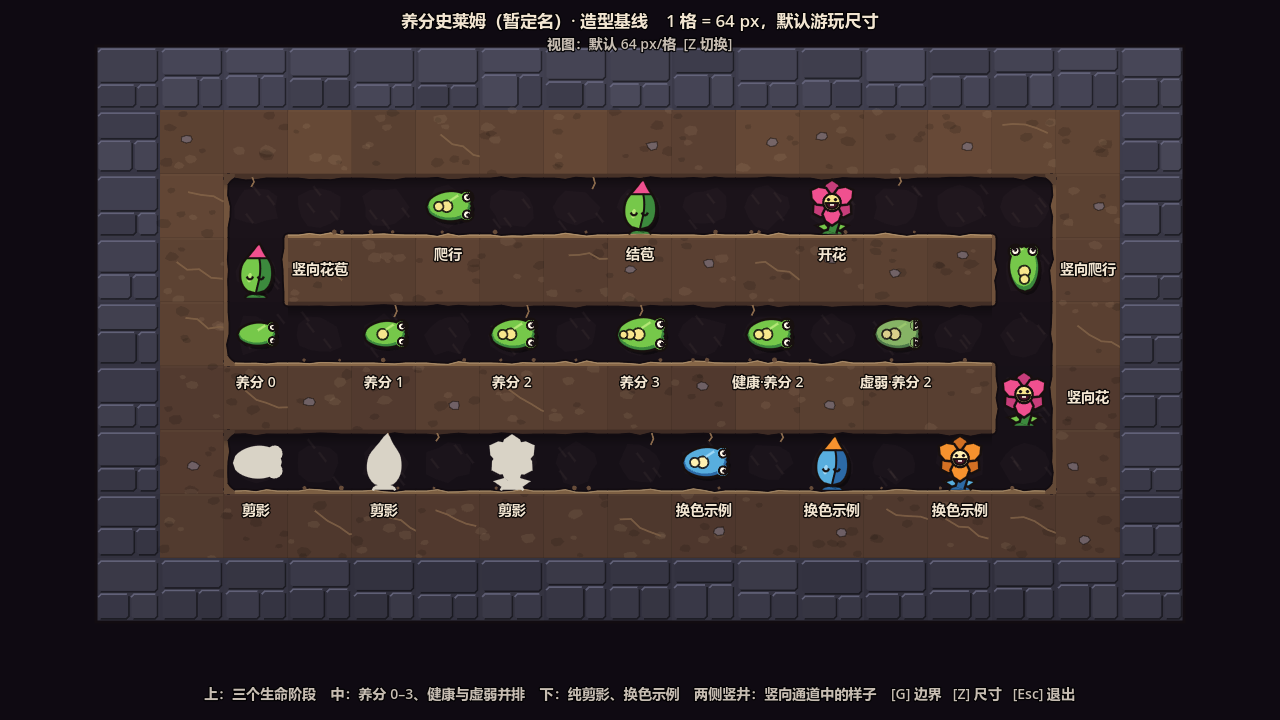 养分史莱姆（暂定名）· 造型基线　1 格 = 64 px，默认游玩尺寸
视图：默认 64 px/格 [Z 切换]
爬行
结苞
开花
竖向花苞
竖向爬行
养分 0
养分 1
养分 2
养分 3
健康·养分 2
虚弱·养分 2
竖向花
剪影
剪影
剪影
换色示例
换色示例
换色示例
上：三个生命阶段　中：养分 0–3、健康与虚弱并排　下：纯剪影、换色示例　两侧竖井：竖向通道中的样子　[G] 边界　[Z] 尺寸　[Esc] 退出